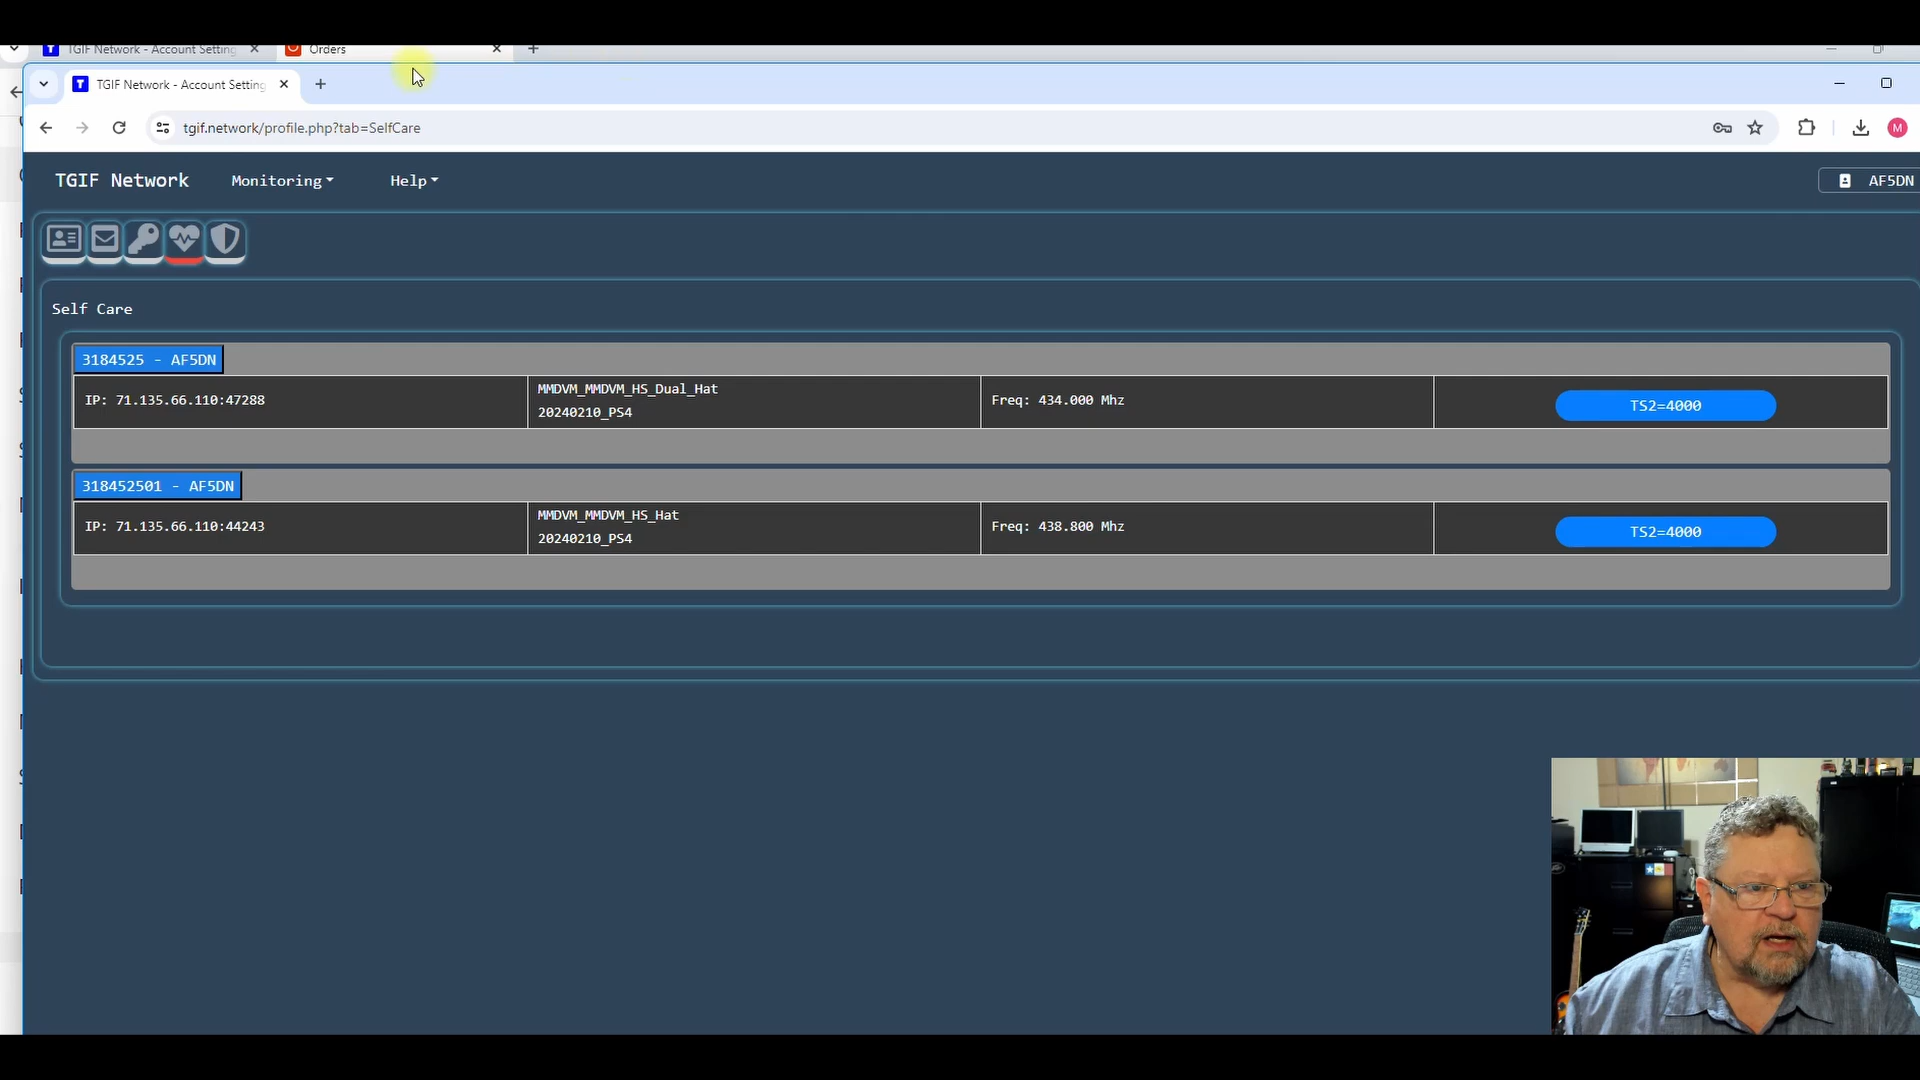 TGIF Network - Account Setting
Orders
TGIF Network - Account Setting
tgif.network/profile.php?tab=SelfCare
M
TGIF Network
Monitoring
Help
AF5DN
Self Care
3184525 - AF5DN
IP: 71.135.66.110:47288
MMDVM_MMDVM_HS_Dual_Hat
20240210_PS4
Freq: 434.000 Mhz
TS2=4000
318452501 - AF5DN
IP: 71.135.66.110:44243
MMDVM_MMDVM_HS_Hat
20240210_PS4
Freq: 438.800 Mhz
TS2=4000